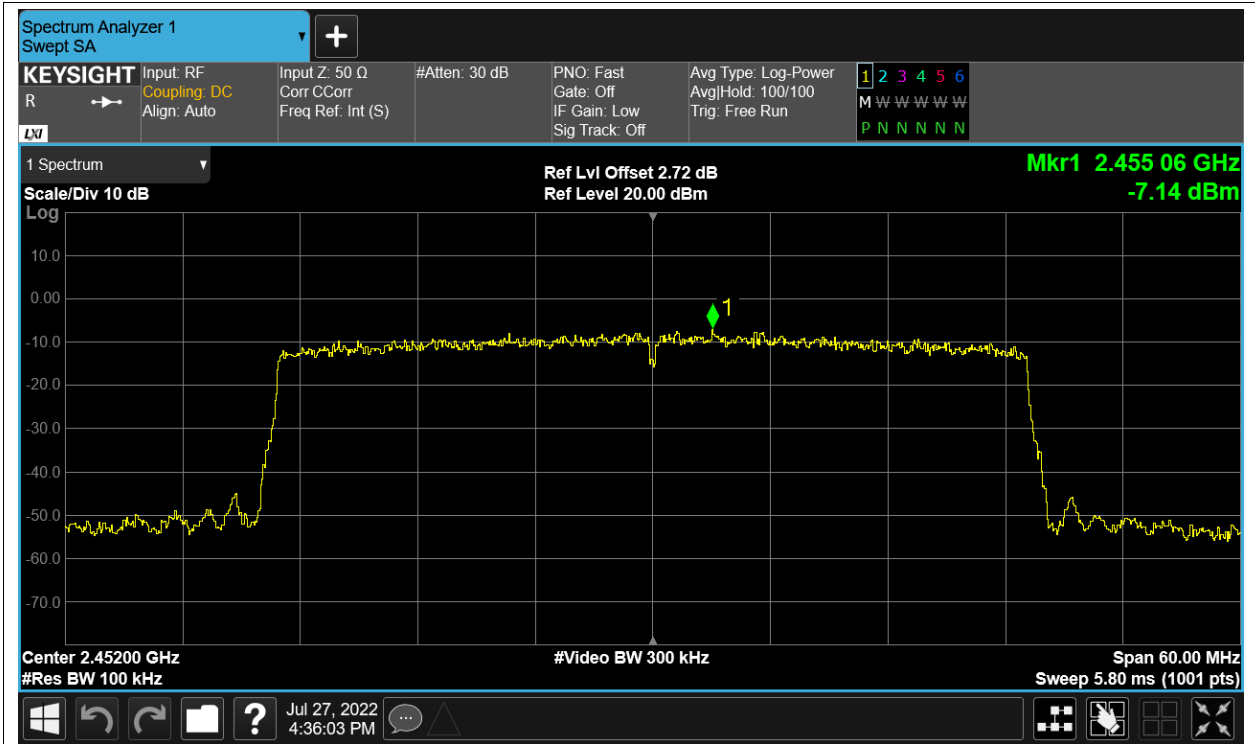 Spectrum Analyzer 1
Swept SA
KEYSIGHT
R
LXI
Input: RF
Coupling: DC
Align: Auto
Input Z: 50 Ω
Corr CCorr
Freq Ref: Int (S)
#Atten: 30 dB
PNO: Fast
Gate: Off
IF Gain: Low
Sig Track: Off
Avg Type: Log-Power
Avg|Hold: 100/100
Trig: Free Run
1 2 3 4 5 6
M W W W W W
P N N N N N
1 Spectrum
Scale/Div 10 dB
Log
Ref Lvl Offset 2.72 dB
Ref Level 20.00 dBm
Mkr1 2.455 06 GHz
-7.14 dBm
10.0
0.00
-10.0
-20.0
-30.0
-40.0
-50.0
-60.0
-70.0
1
Center 2.45200 GHz
#Res BW 100 kHz
#Video BW 300 kHz
Span 60.00 MHz
Sweep 5.80 ms (1001 pts)
?
Jul 27, 2022
4:36:03 PM